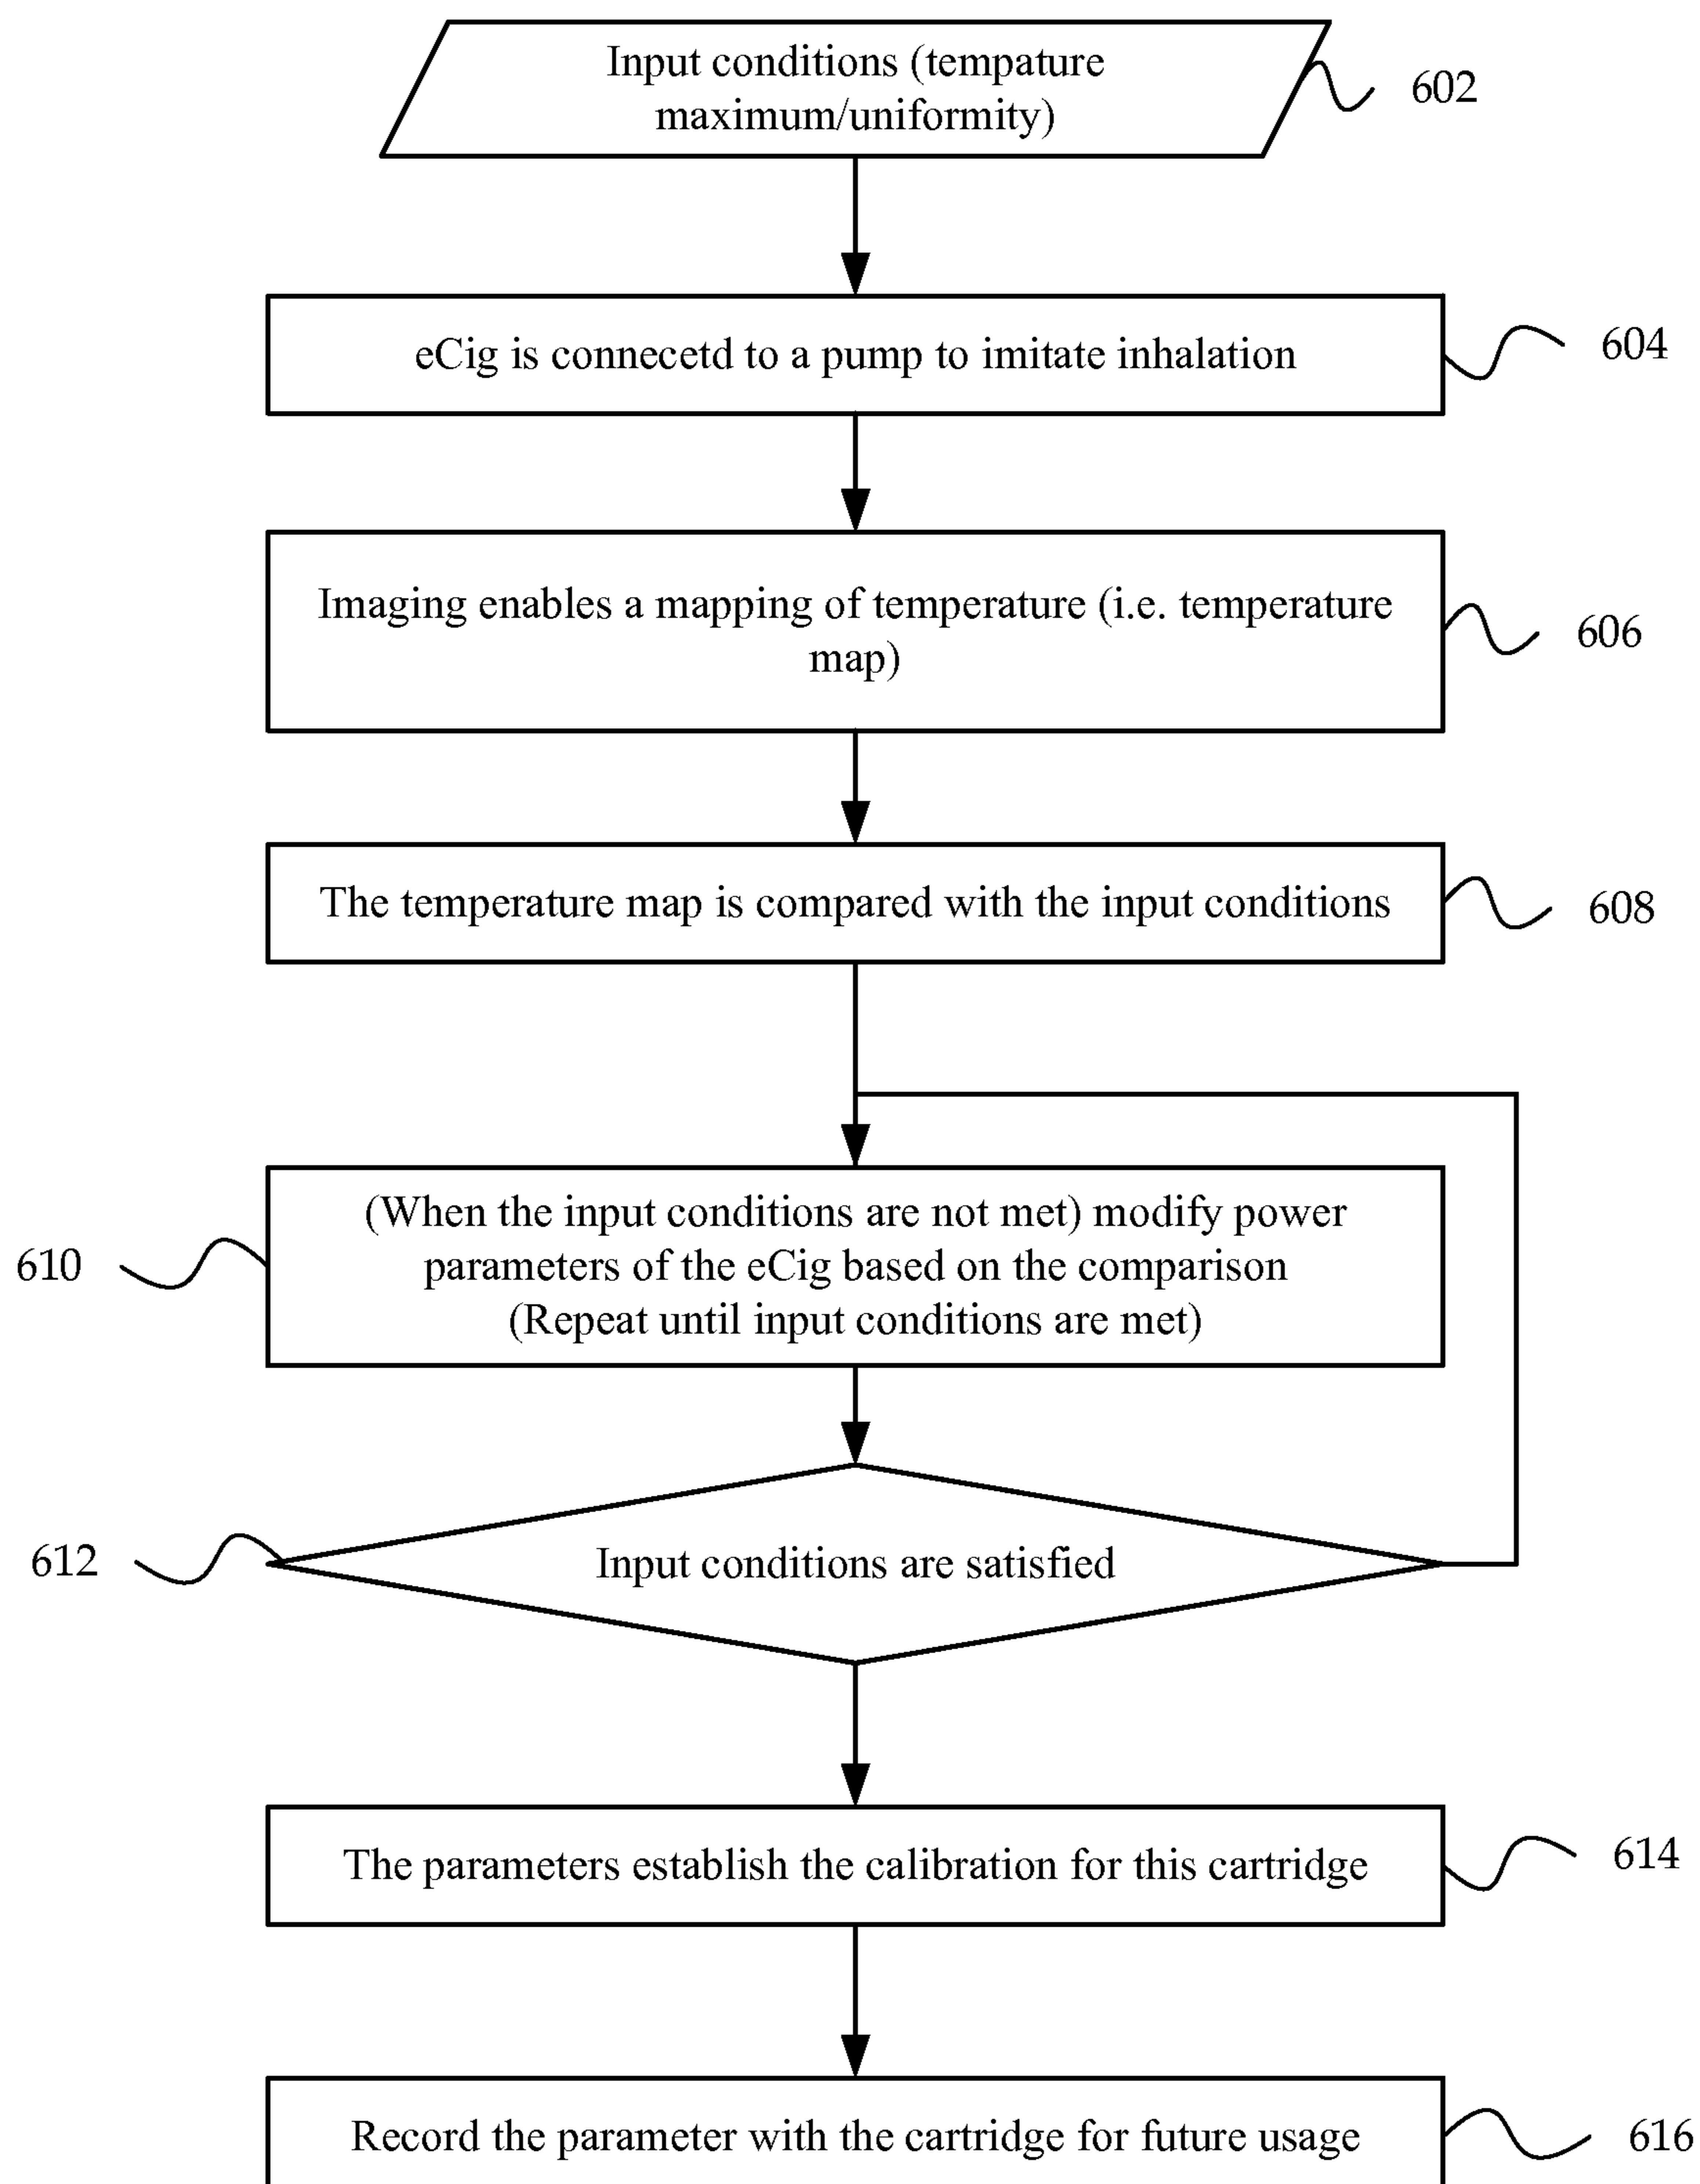 Input conditions (tempature
maximum/uniformity)
602
eCig is connecetd to a pump to imitate inhalation
604
Imaging enables a mapping of temperature (i.e. temperature
map)
606
The temperature map is compared with the input conditions
608
(When the input conditions are not met) modify power
parameters of the eCig based on the comparison
(Repeat until input conditions are met)
610
Input conditions are satisfied
612
The parameters establish the calibration for this cartridge
614
Record the parameter with the cartridge for future usage
616